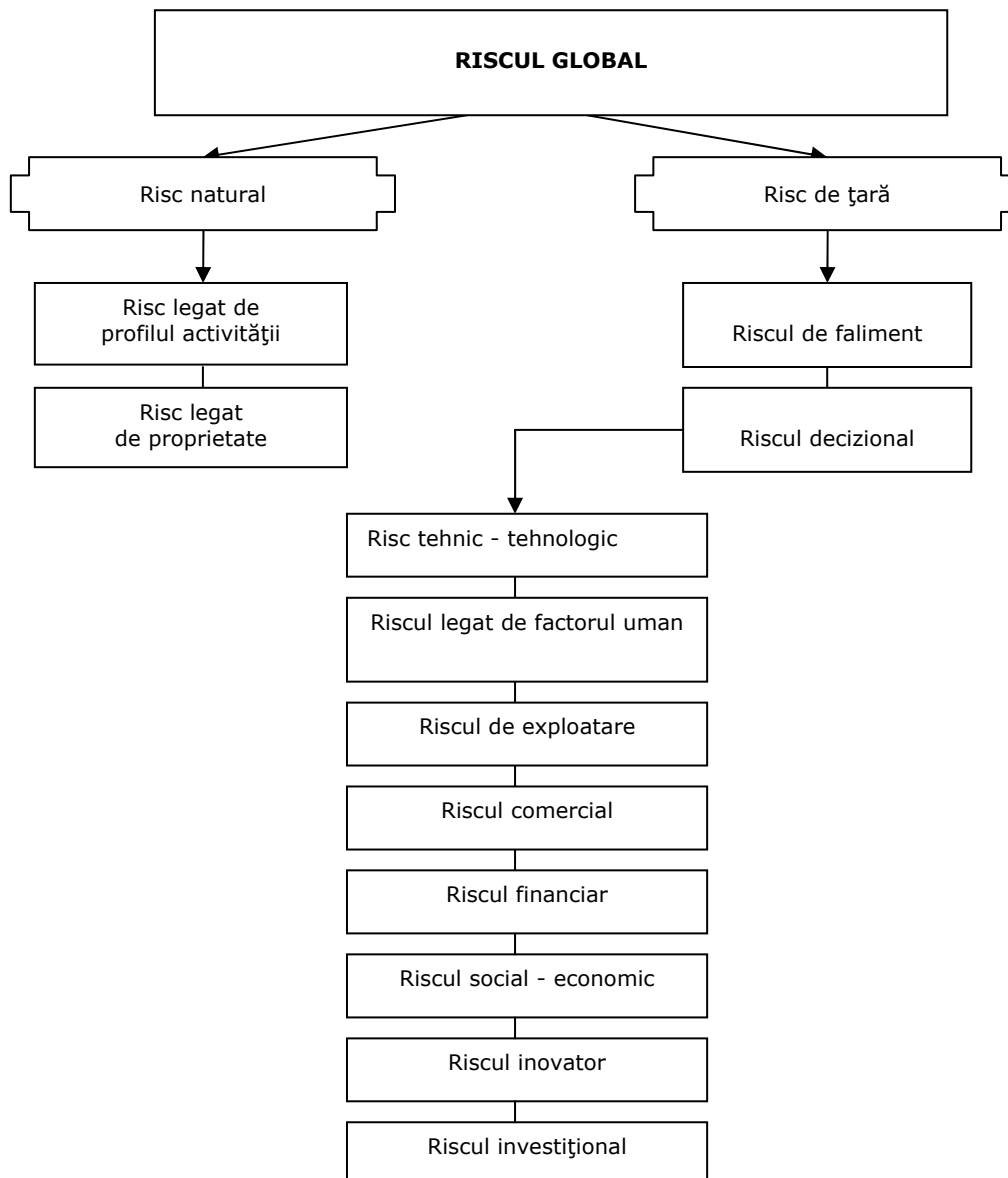 RISCUL GLOBAL
Risc natural
Risc de ţară
Risc legat de
profilul activităţii
Riscul de faliment
Risc legat
de proprietate
Riscul decizional
Risc tehnic - tehnologic
Riscul legat de factorul uman
Riscul de exploatare
Riscul comercial
Riscul financiar
Riscul social - economic
Riscul inovator
Riscul investiţional